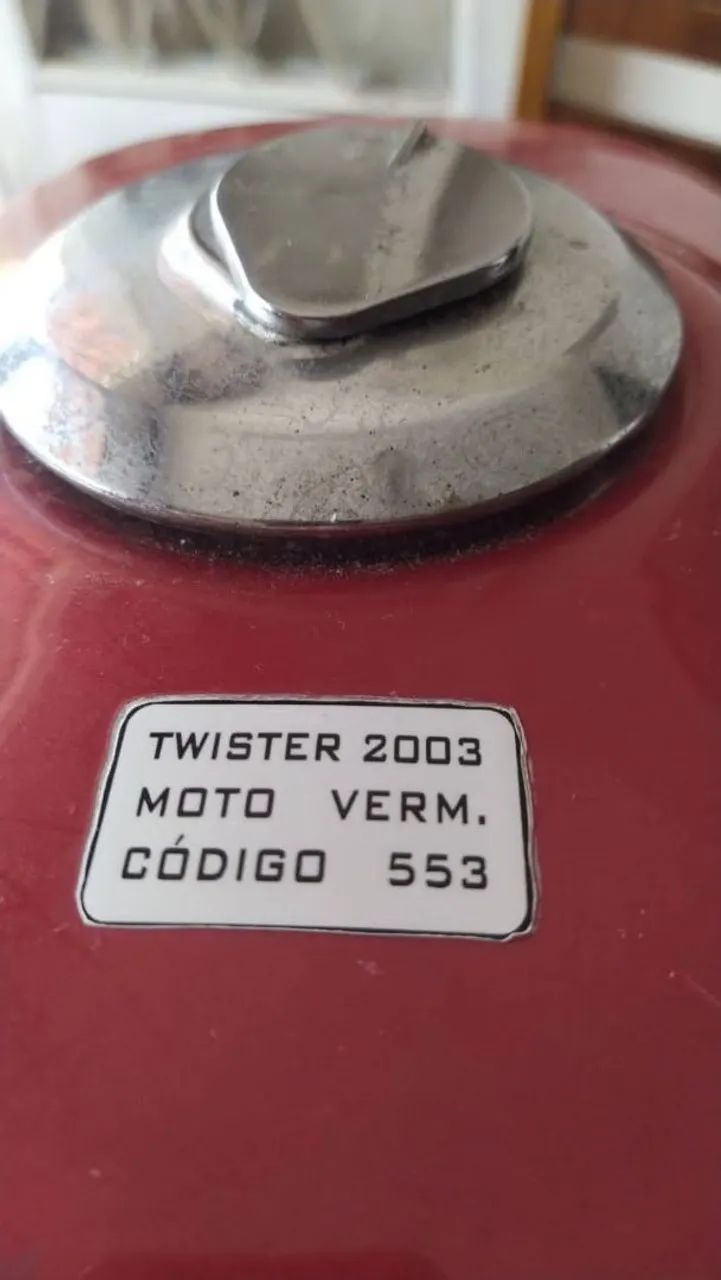 TWISTER 2003
MOTO VERM.
CÓDIGO 553